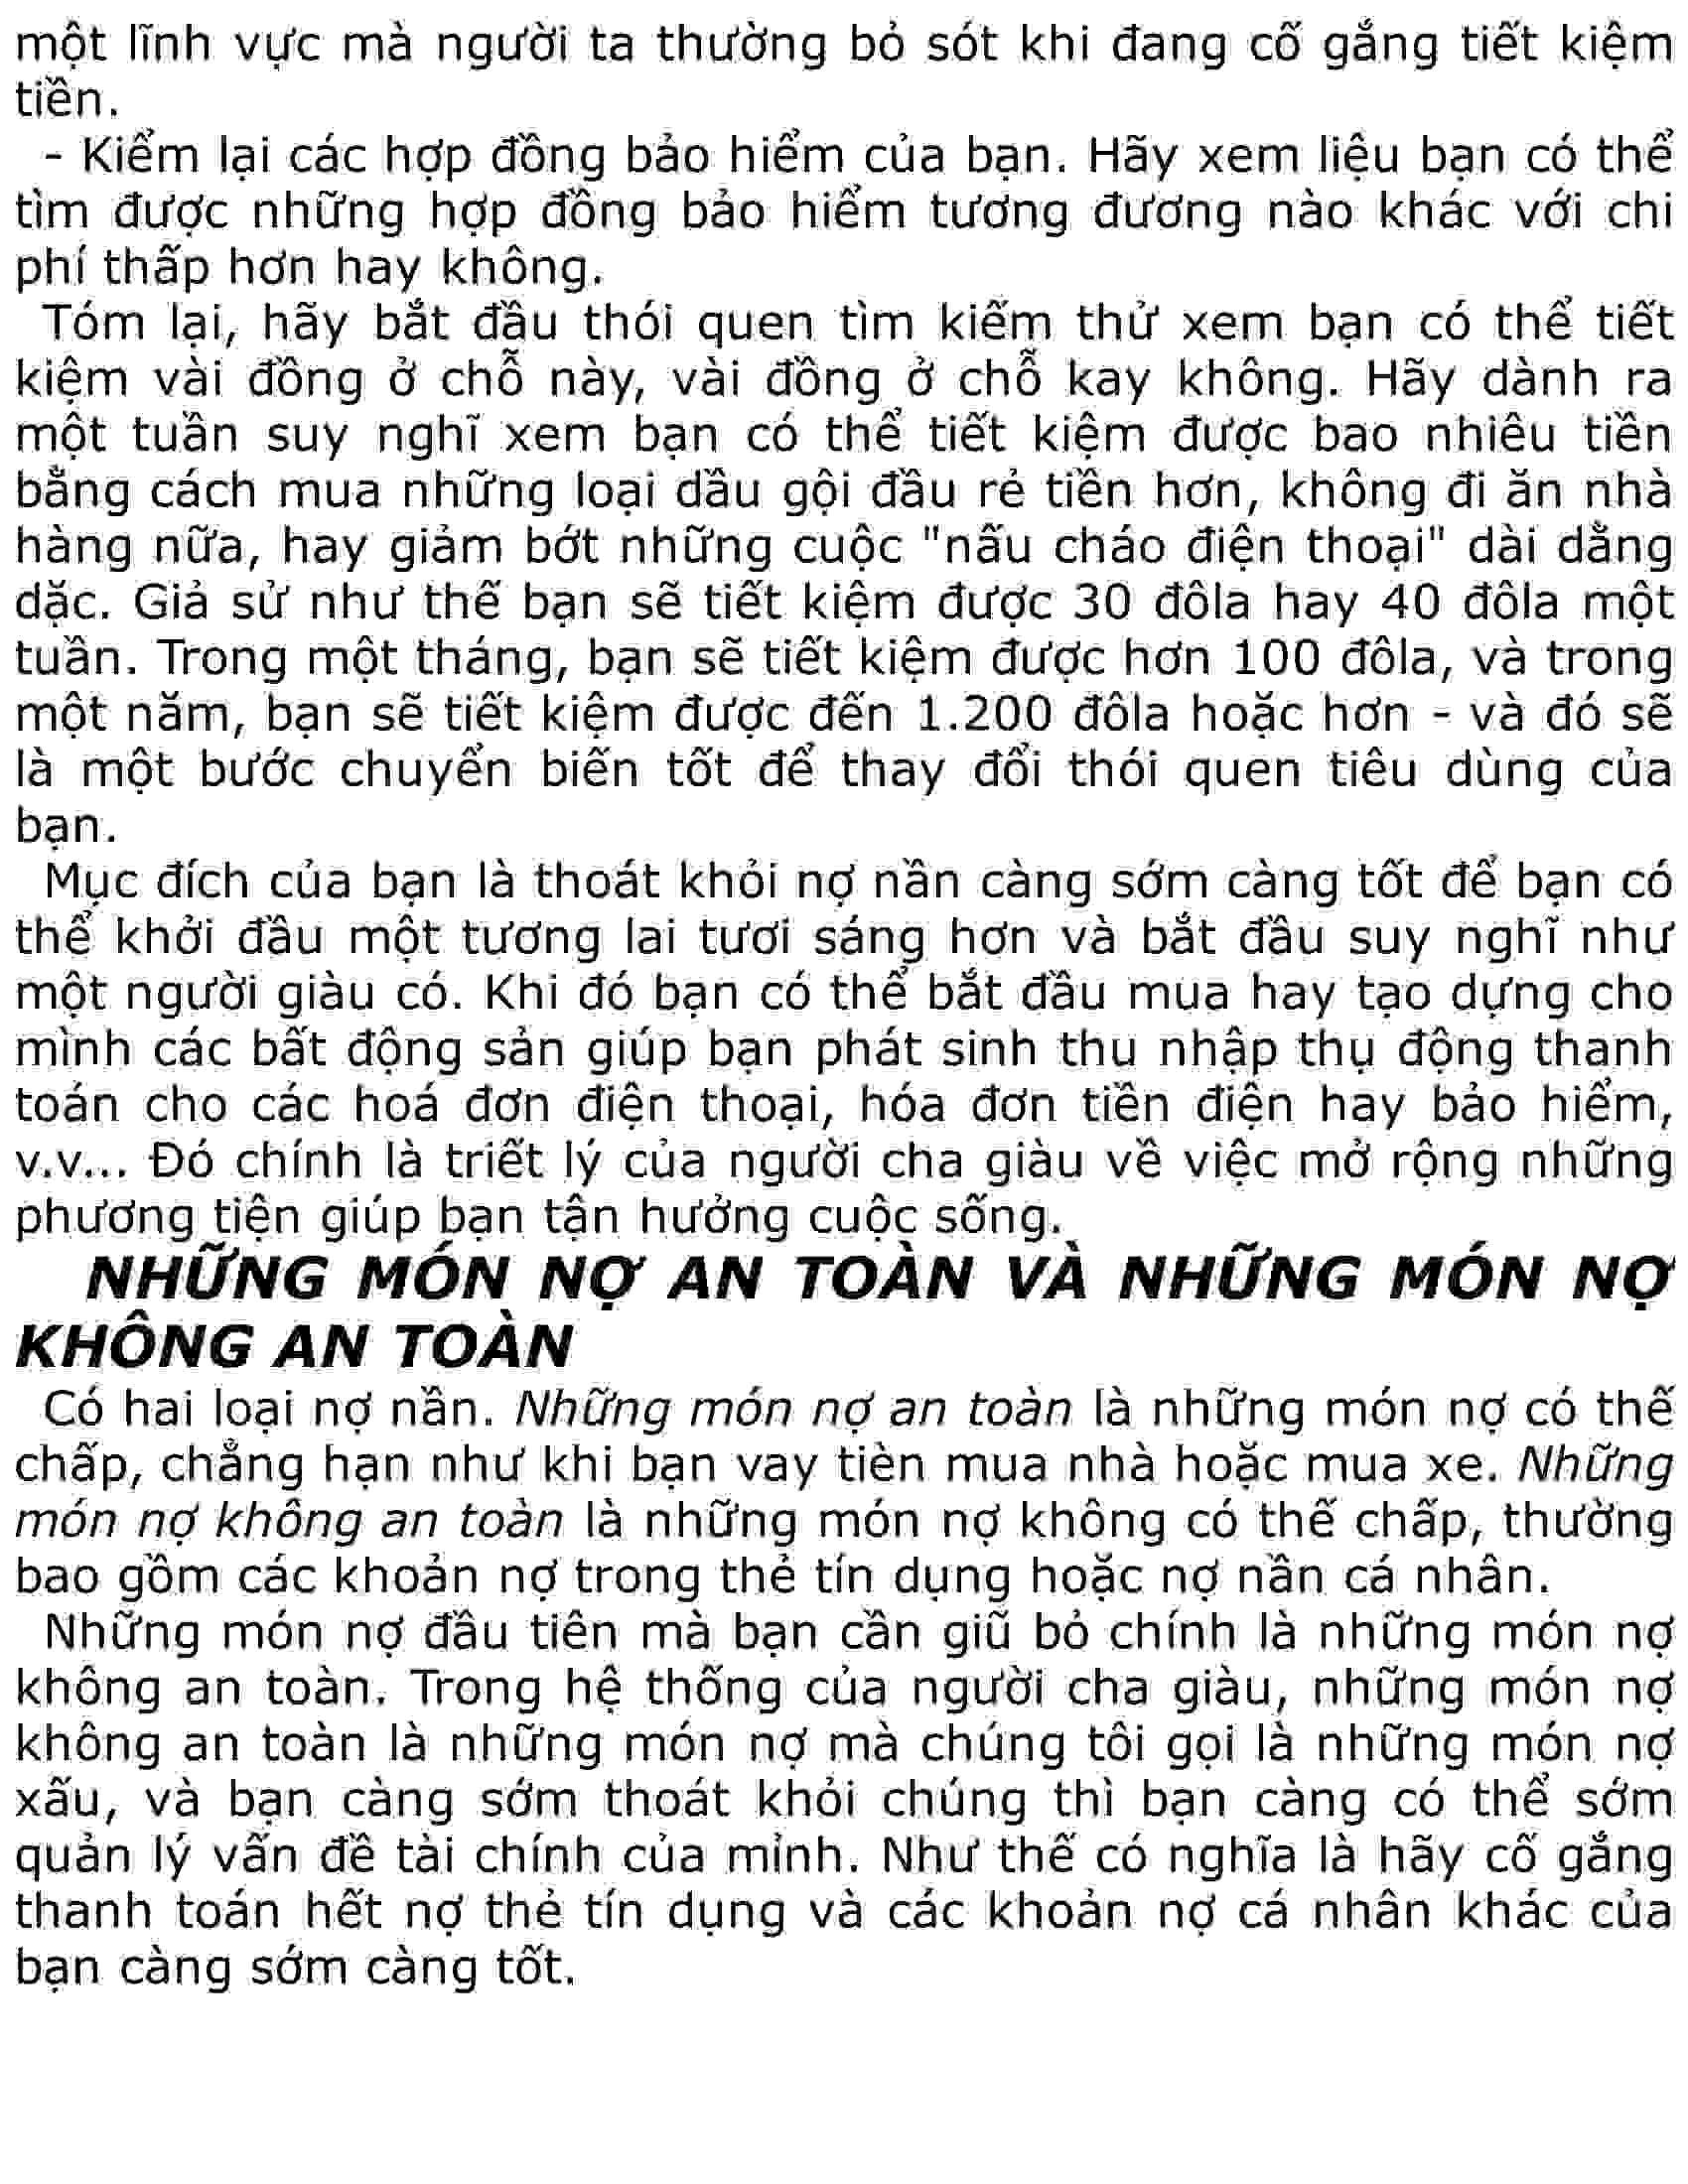 một lĩnh vực mà người ta thường bỏ sót khi đang cố gắng tiết kiệm
tiền.
- Kiểm lại các hợp đồng bảo hiểm của bạn. Hãy xem liệu bạn có thể
tìm được những hợp đồng bảo hiểm tương đương nào khác với chi
phí thấp hơn hay không.
Tóm lại, hãy bắt đầu thói quen tìm kiếm thử xem bạn có thể tiết
kiệm vài đồng ở chỗ này, vài đồng ở chỗ kay không. Hãy dành ra
một tuần suy nghĩ xem bạn có thể tiết kiệm được bao nhiêu tiền
bằng cách mua những loại dầu gội đầu rẻ tiền hơn, không đi ăn nhà
hàng nữa, hay giảm bớt những cuộc "nấu cháo điện thoại" dài dằng
dặc. Giả sử như thế bạn sẽ tiết kiệm được 30 đôla hay 40 đôla một
tuần. Trong một tháng, bạn sẽ tiết kiệm được hơn 100 đôla, và trong
một năm, bạn sẽ tiết kiệm được đến 1.200 đôla hoặc hơn - và đó sẽ
là một bước chuyển biến tốt để thay đổi thói quen tiêu dùng của
bạn.
Mục đích của bạn là thoát khỏi nợ nần càng sớm càng tốt để bạn có
thể khởi đầu một tương lai tươi sáng hơn và bắt đầu suy nghĩ như
một người giàu có. Khi đó bạn có thể bắt đầu mua hay tạo dựng cho
mình các bất động sản giúp bạn phát sinh thu nhập thụ động thanh
toán cho các hoá đơn điện thoại, hóa đơn tiền điện hay bảo hiểm,
v.v... Đó chính là triết lý của người cha giàu về việc mở rộng những
phương tiện giúp bạn tận hưởng cuộc sống.
NHỮNG MÓN NỢ AN TOÀN VÀ NHỮNG MÓN NỢ
KHÔNG AN TOÀN
Có hai loại nợ nần. Những món nợ an toàn là những món nợ có thế
chấp, chẳng hạn như khi bạn vay tièn mua nhà hoặc mua xe. Những
món nợ không an toàn là những món nợ không có thế chấp, thường
bao gồm các khoản nợ trong thẻ tín dụng hoặc nợ nần cá nhân.
Những món nợ đầu tiên mà bạn cần giũ bỏ chính là những món nợ
không an toàn. Trong hệ thống của người cha giàu, những món nợ
không an toàn là những món nợ mà chúng tôi gọi là những món nợ
xấu, và bạn càng sớm thoát khỏi chúng thì bạn càng có thể sớm
quản lý vấn đề tài chính của mỉnh. Như thế có nghĩa là hãy cố gắng
thanh toán hết nợ thẻ tín dụng và các khoản nợ cá nhân khác của
bạn càng sớm càng tốt.